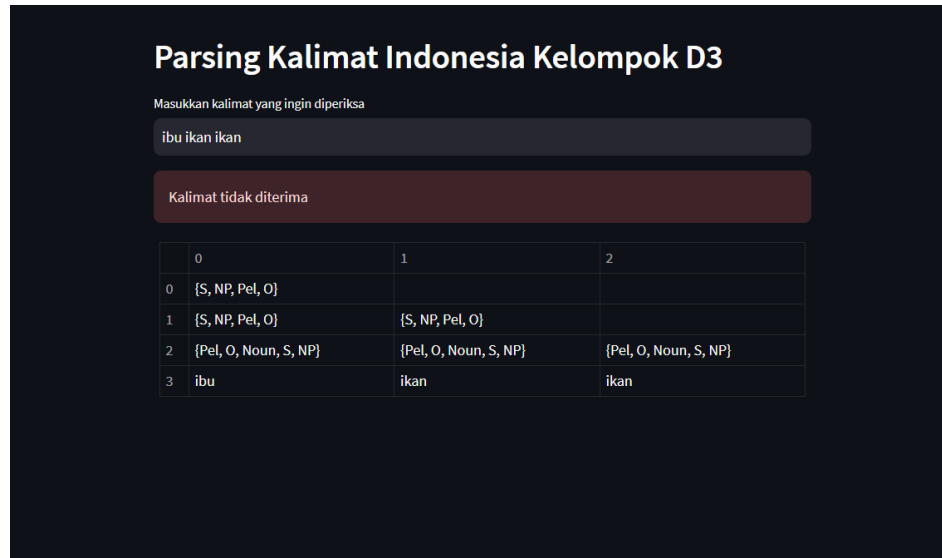 Parsing Kalimat Indonesia Kelompok D3
Masukkan kalimat yang ingin diperiksa
ibu ikan ikan
Kalimat tidak diterima
0 1 2
0 {S, NP, Pel, O}
1 {S, NP, Pel, O} {S, NP, Pel, O}
2 {Pel, O, Noun, S, NP} {Pel, O, Noun, S, NP} {Pel, O, Noun, S, NP}
3 ibu ikan ikan